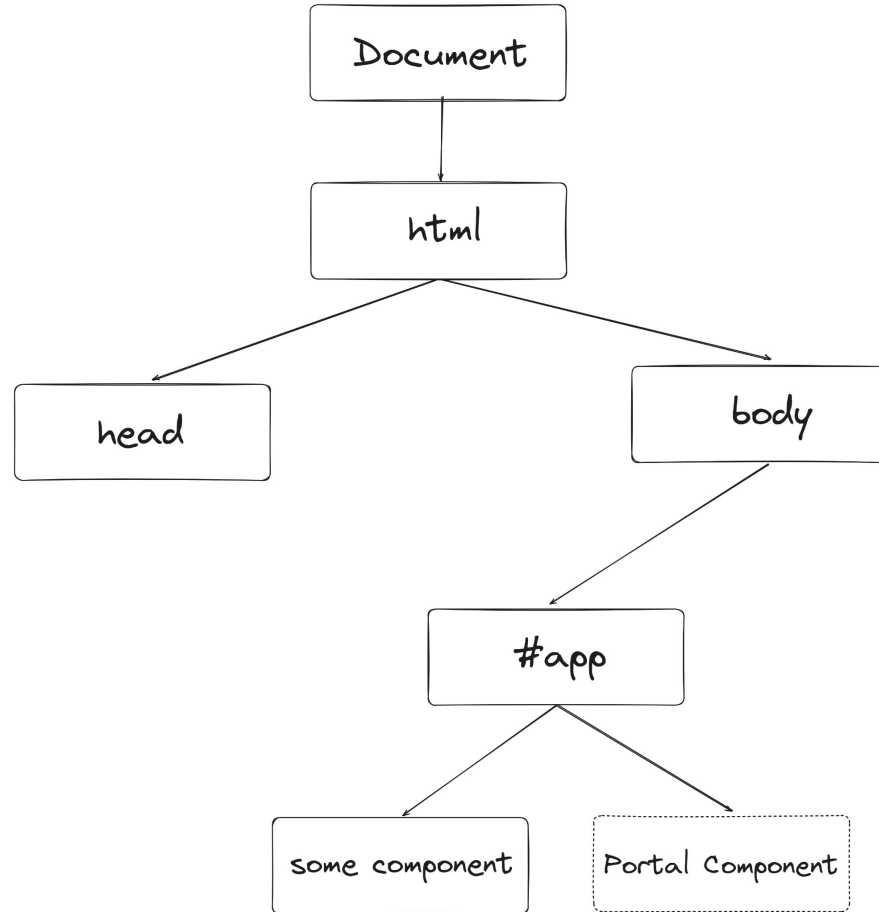 Document
html
head
body
#app
some component
Portal Component